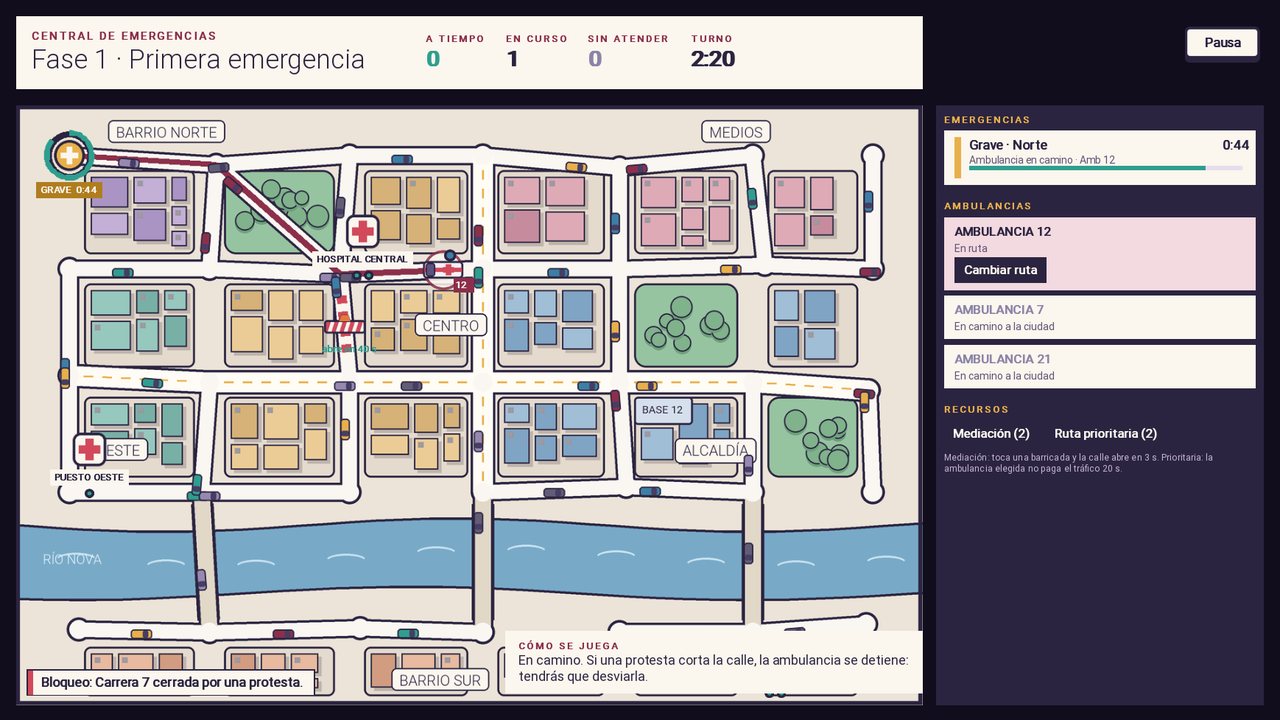 CENTRAL DE EMERGENCIAS
Fase 1 · Primera emergencia
A TIEMPO
0
EN CURSO
1
SIN ATENDER
0
TURNO
2:20
Pausa
BARRIO NORTE
MEDIOS
GRAVE 0:44
HOSPITAL CENTRAL
12
CENTRO
BASE 12
ALCALDÍA
ESTE
PUESTO OESTE
RÍO NOVA
BARRIO SUR
Bloqueo: Carrera 7 cerrada por una protesta.
CÓMO SE JUEGA
En camino. Si una protesta corta la calle, la ambulancia se detiene:
tendrás que desviarla.
EMERGENCIAS
Grave · Norte
0:44
Ambulancia en camino · Amb 12
AMBULANCIAS
AMBULANCIA 12
En ruta
Cambiar ruta
AMBULANCIA 7
En camino a la ciudad
AMBULANCIA 21
En camino a la ciudad
RECURSOS
Mediación (2)
Ruta prioritaria (2)
Mediación: toca una barricada y la calle abre en 3 s. Prioritaria: la
ambulancia elegida no paga el tráfico 20 s.